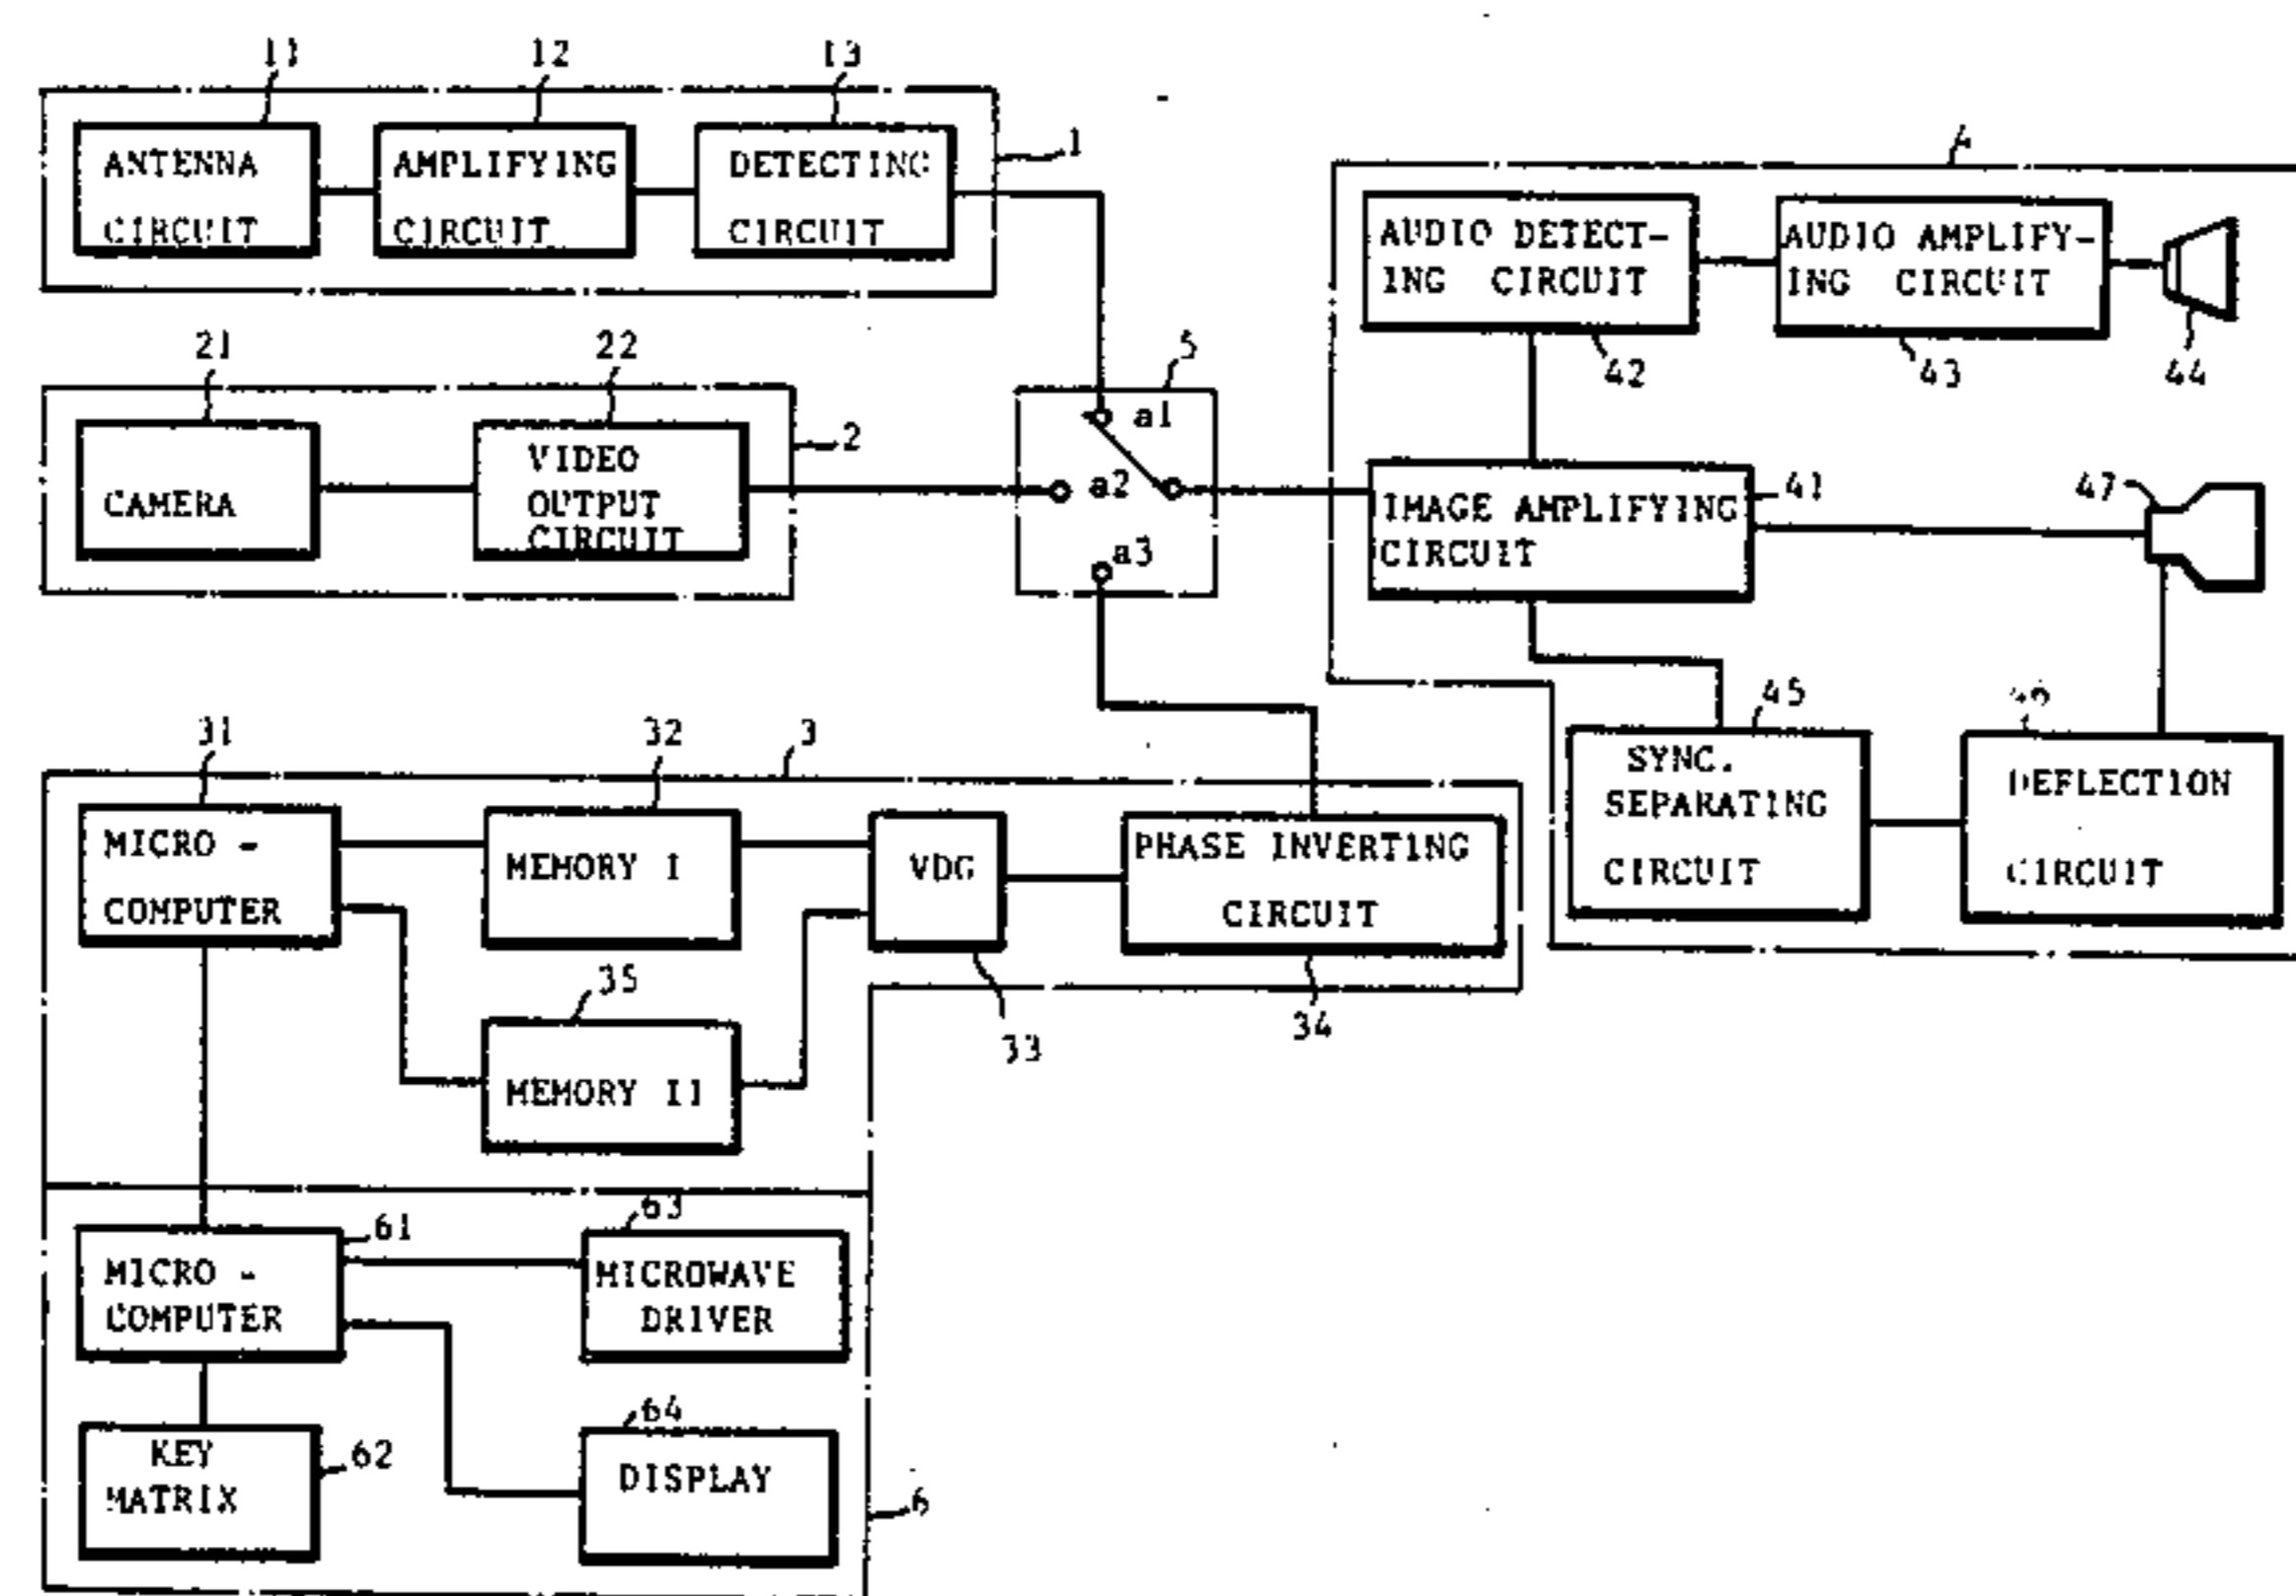 11
12
13
ANTENNA
CIRCUIT
AMPLIFYING
CIRCUIT
DETECTING
CIRCUIT
1
21
22
CAMERA
VIDEO
OUTPUT
CIRCUIT
2
5
a1
a2
a3
4
AUDIO DETECT-
ING CIRCUIT
42
AUDIO AMPLIFY-
ING CIRCUIT
43
44
IMAGE AMPLIFYING
CIRCUIT
41
47
45
SYNC.
SEPARATING
CIRCUIT
46
DEFLECTION
CIRCUIT
31
32
3
MICRO -
COMPUTER
MEMORY I
VDG
33
PHASE INVERTING
CIRCUIT
34
35
MEMORY II
61
MICRO -
COMPUTER
63
MICROWAVE
DRIVER
KEY
MATRIX
62
64
DISPLAY
6